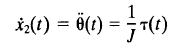 ẋ₂(t) = θ̈(t) = 1/J τ(t)